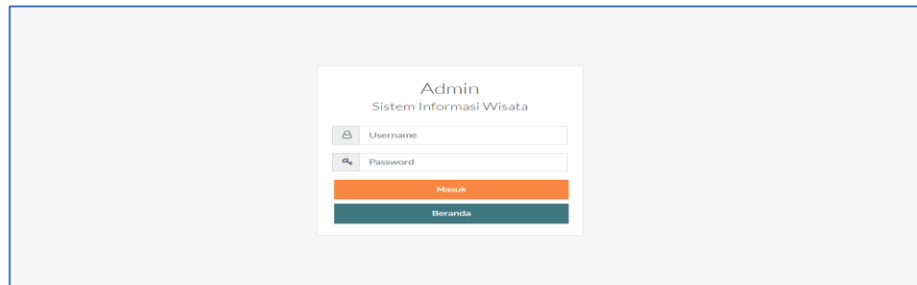 Admin
Sistem Informasi Wisata
Username
Password
Masuk
Beranda